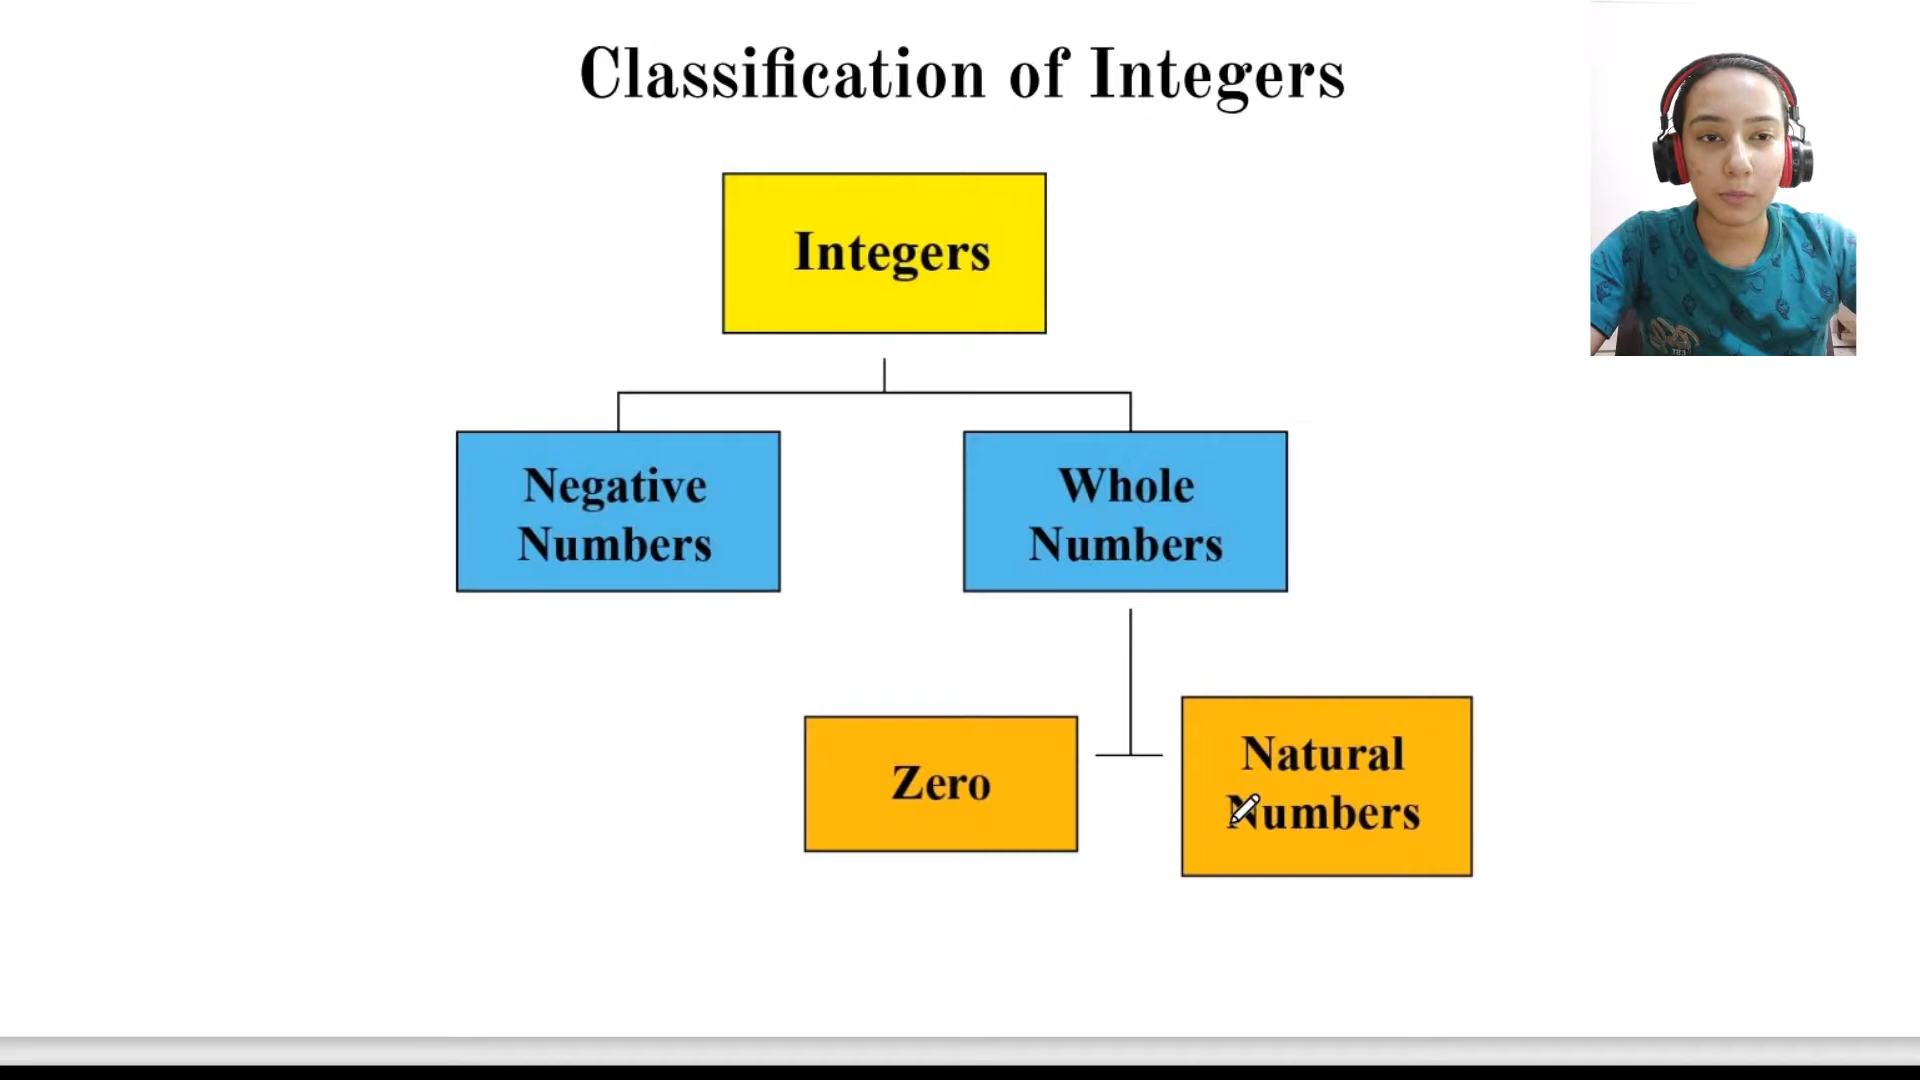 Classification of Integers
Integers
Negative
Numbers
Whole
Numbers
Zero
Natural
Numbers